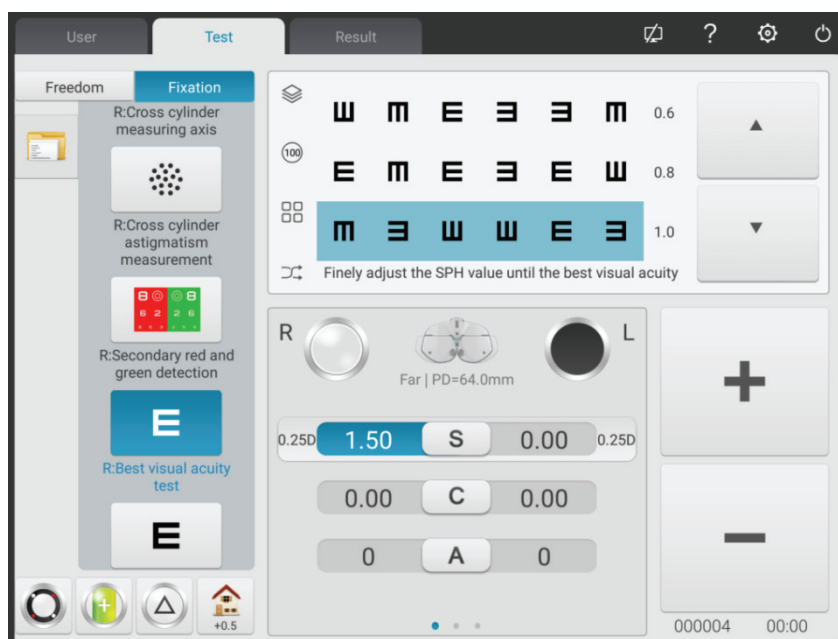 User
Test
Result
?
Freedom
Fixation
R:Cross cylinder
measuring axis
R:Cross cylinder
astigmatism
measurement
8 8
6 2 2 6
R:Secondary red and
green detection
E
R:Best visual acuity
test
E
+0.5
100
0.6
0.8
1.0
Finely adjust the SPH value until the best visual acuity
R
L
Far | PD=64.0mm
0.25D 1.50 S 0.00 0.25D
0.00 C 0.00
0 A 0
+
−
000004 00:00